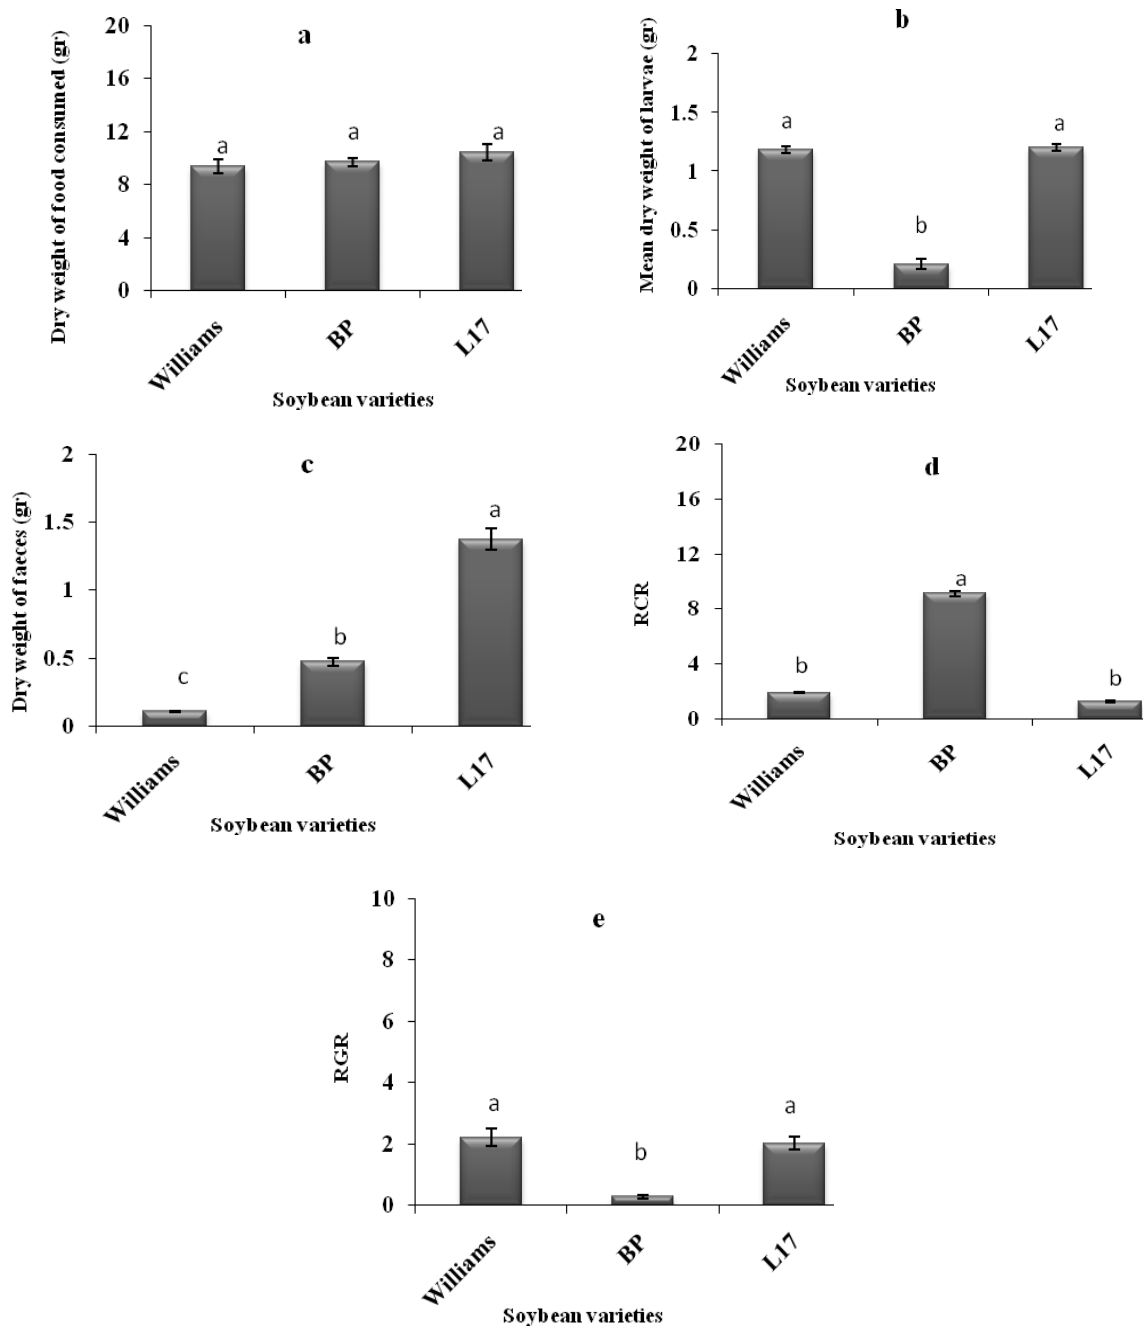 a
Dry weight of food consumed (gr)
20
16
12
8
4
0
a
a
a
Williams
BP
L17
Soybean varieties
b
Mean dry weight of larvae (gr)
2
1.5
1
0.5
0
a
b
a
Williams
BP
L17
Soybean varieties
c
Dry weight of faeces (gr)
2
1.5
1
0.5
0
c
b
a
Williams
BP
L17
Soybean varieties
d
RCR
20
16
12
8
4
0
b
a
b
Williams
BP
L17
Soybean varieties
e
RGR
10
8
6
4
2
0
a
b
a
Williams
BP
L17
Soybean varieties